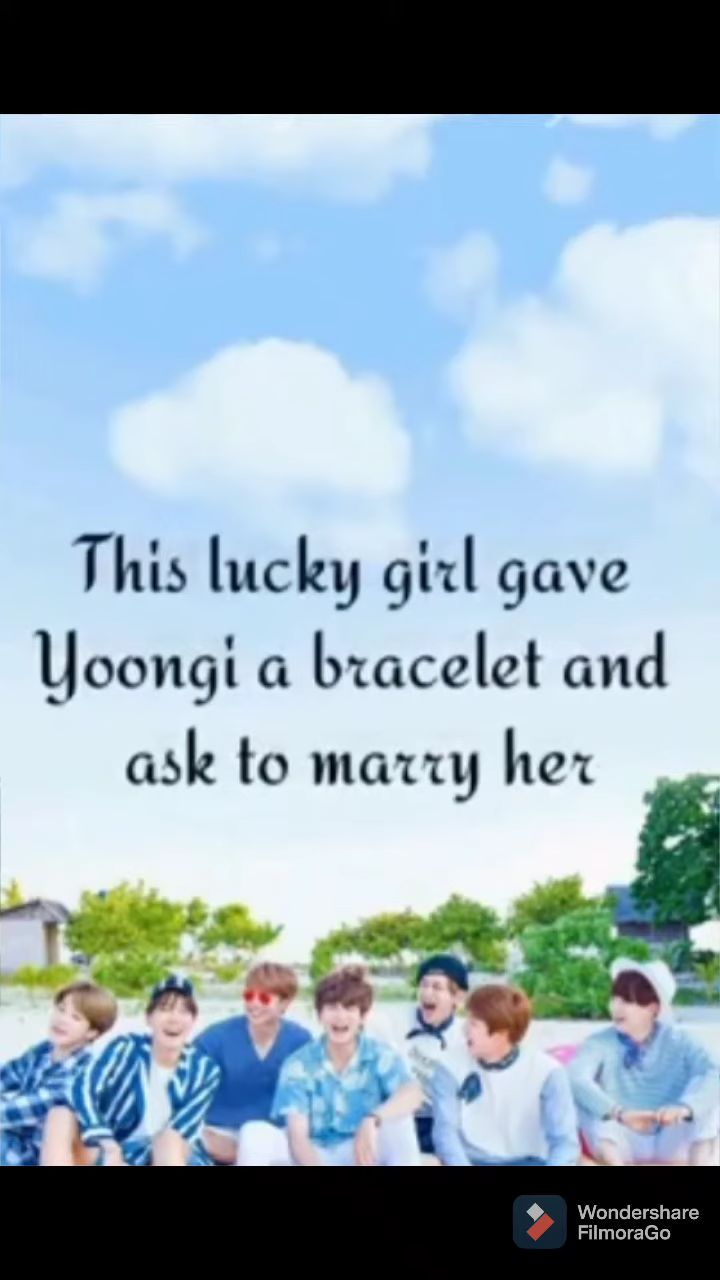 This lucky girl gave
Yoongi a bracelet and
ask to marry her
Wondershare
FilmoraGo